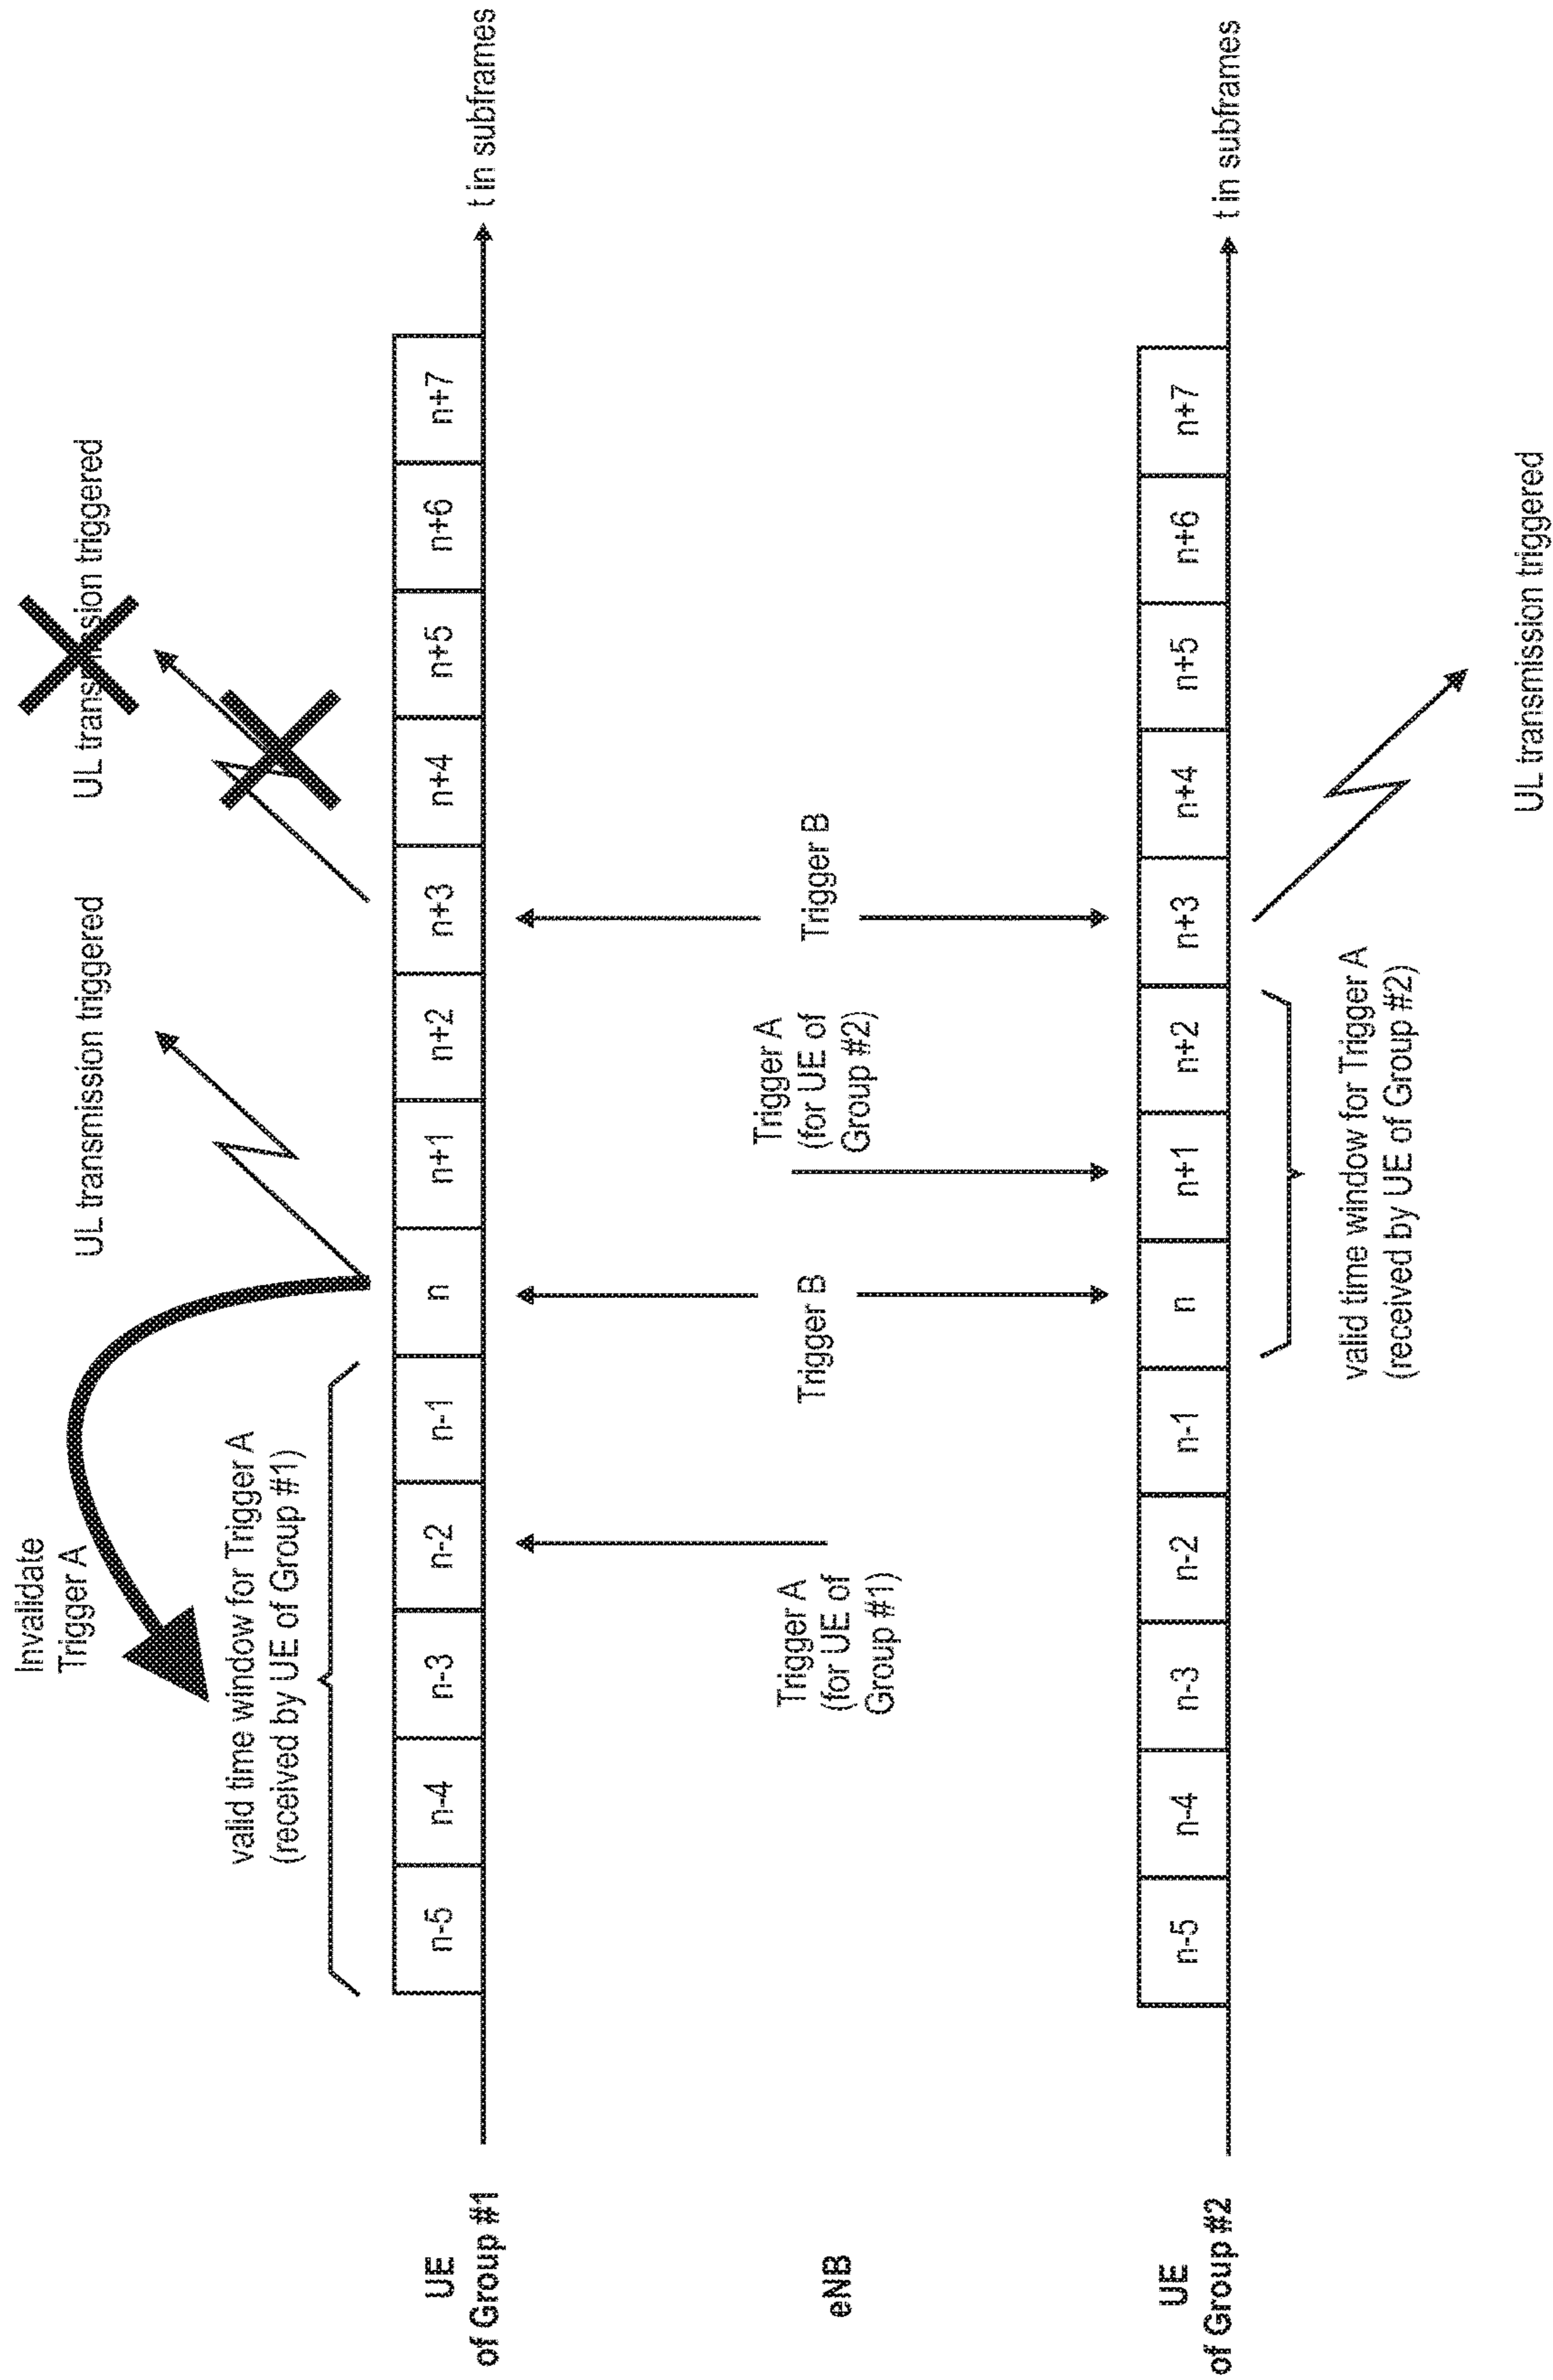 Invalidate
Trigger A
UL transmission triggered
UL transmission triggered
valid time window for Trigger A
(received by UE of Group #1)
UE
of Group #1
n-5
n-4
n-3
n-2
n-1
n
n+1
n+2
n+3
n+4
n+5
n+6
n+7
t in subframes
eNB
Trigger A
(for UE of
Group #1)
Trigger B
Trigger A
(for UE of
Group #2)
Trigger B
UE
of Group #2
n-5
n-4
n-3
n-2
n-1
n
n+1
n+2
n+3
n+4
n+5
n+6
n+7
t in subframes
valid time window for Trigger A
(received by UE of Group #2)
UL transmission triggered